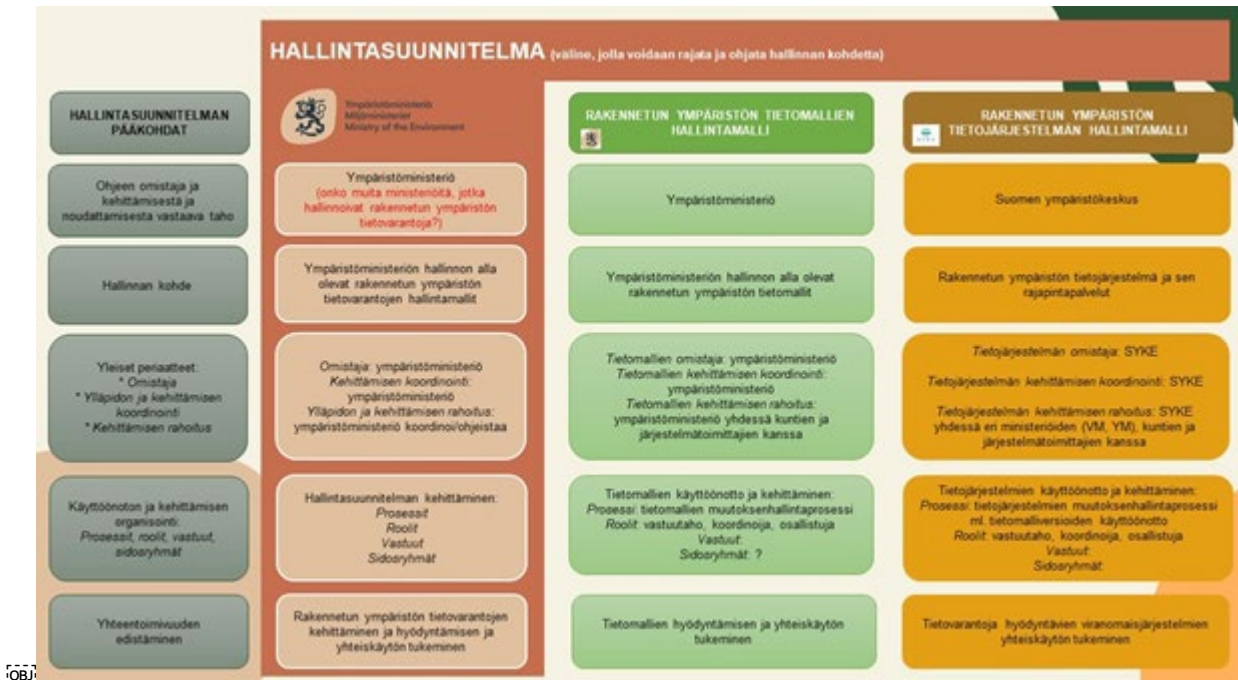 HALLINTASUUNNITELMA (väline, jolla voidaan rajata ja ohjata hallinnan kohdetta)
HALLINTASUUNNITELMAN
PÄÄKOHDAT
Ympäristöministeriö
Miljöministeriet
Ministry of the Environment
RAKENNETUN YMPÄRISTÖN TIETOMALLIEN
HALLINTAMALLI
RAKENNETUN YMPÄRISTÖN
TIETOJÄRJESTELMÄN HALLINTAMALLI
Ohjeen omistaja ja
kehittämisestä ja
noudattamisesta vastaava taho
Ympäristöministeriö
(onko muita ministeriöitä, jotka
hallinnoivat rakennetun ympäristön
tietovarantoja?)
Ympäristöministeriö
Suomen ympäristökeskus
Hallinnan kohde
Ympäristöministeriön hallinnon alla
olevat rakennetun ympäristön
tietovarantojen hallintamallit
Ympäristöministeriön hallinnon alla olevat
rakennetun ympäristön tietomallit
Rakennetun ympäristön tietojärjestelmä ja sen
rajapintapalvelut
Yleiset periaatteet:
* Omistaja
* Ylläpidon ja kehittämisen
koordinointi
* Kehittämisen rahoitus
Omistaja: ympäristöministeriö
Kehittämisen koordinointi:
ympäristöministeriö
Ylläpidon ja kehittämisen rahoitus:
ympäristöministeriö koordinoi/ohjeistaa
Tietomallien omistaja: ympäristöministeriö
Tietomallien kehittämisen koordinointi:
ympäristöministeriö
Tietomallien kehittämisen rahoitus:
ympäristöministeriö yhdessä kuntien ja
järjestelmätoimittajien kanssa
Tietojärjestelmän omistaja: SYKE
Tietojärjestelmän kehittämisen koordinointi: SYKE
Tietojärjestelmän kehittämisen rahoitus: SYKE
yhdessä eri ministeriöiden (VM, YM), kuntien ja
järjestelmätoimittajien kanssa
Käyttöönoton ja kehittämisen
organisointi:
Prosessit, roolit, vastuut,
sidosryhmät
Hallintasuunnitelman kehittäminen:
Prosessit
Roolit
Vastuut
Sidosryhmät
Tietomallien käyttöönotto ja kehittäminen:
Prosessi: tietomallien muutoksenhallintaprosessi
Roolit: vastuutaho, koordinoija, osallistuja
Vastuut:
Sidosryhmät: ?
Tietojärjestelmien käyttöönotto ja kehittäminen:
Prosessi: tietojärjestelmien muutoksenhallintaprosessi
ml. tietomalliversioiden käyttöönotto
Roolit: vastuutaho, koordinoija, osallistuja
Vastuut:
Sidosryhmät:
Yhteentoimivuuden
edistäminen
Rakennetun ympäristön tietovarantojen
kehittäminen ja hyödyntämisen ja
yhteiskäytön tukeminen
Tietomallien hyödyntämisen ja yhteiskäytön
tukeminen
Tietovarantoja hyödyntävien viranomaisjärjestelmien
yhteiskäytön tukeminen
OBJ